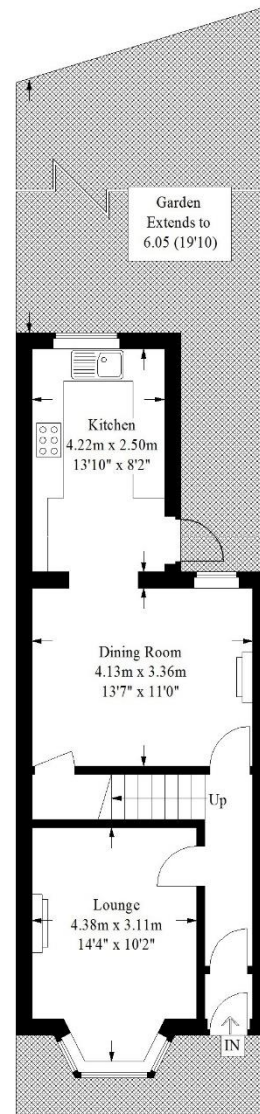 Garden
Extends to
6.05 (19'10)
Kitchen
4.22m x 2.50m
13'10" x 8'2"
Dining Room
4.13m x 3.36m
13'7" x 11'0"
Up
Lounge
4.38m x 3.11m
14'4" x 10'2"
IN